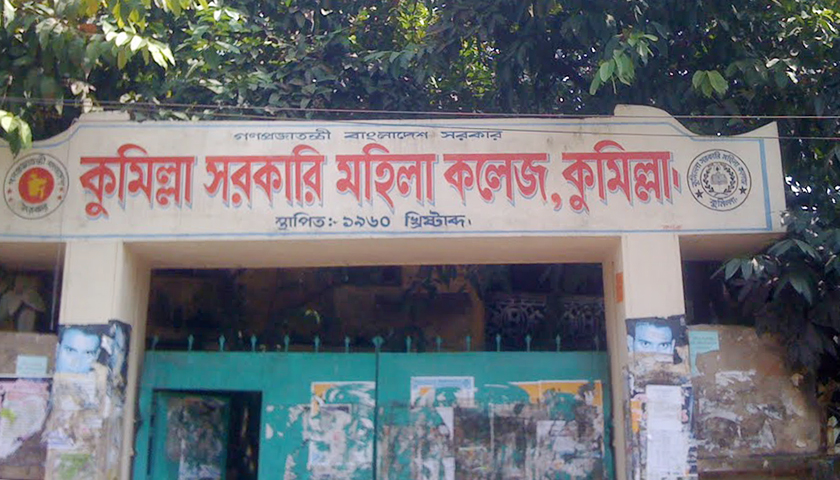 গণপ্রজাতন্ত্রী বাংলাদেশ সরকার
কুমিল্লা সরকারি মহিলা কলেজ, কুমিল্লা।
স্থাপিত:- ১৯৬০ খ্রিষ্টাব্দ।